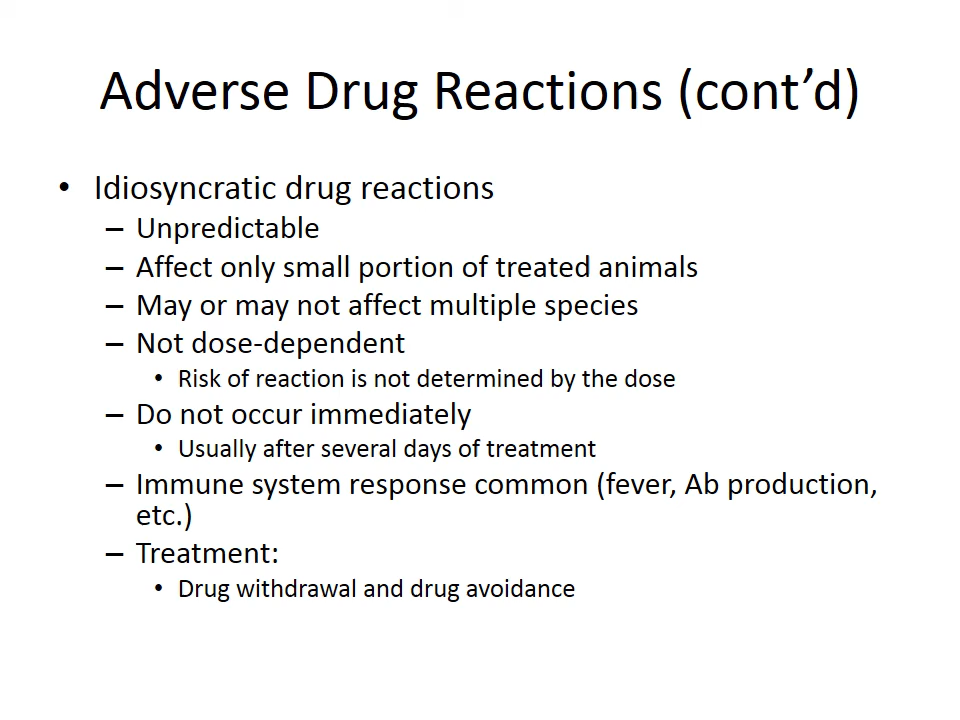 Adverse Drug Reactions (cont’d)
• Idiosyncratic drug reactions
– Unpredictable
– Affect only small portion of treated animals
– May or may not affect multiple species
– Not dose-dependent
• Risk of reaction is not determined by the dose
– Do not occur immediately
• Usually after several days of treatment
– Immune system response common (fever, Ab production,
etc.)
– Treatment:
• Drug withdrawal and drug avoidance